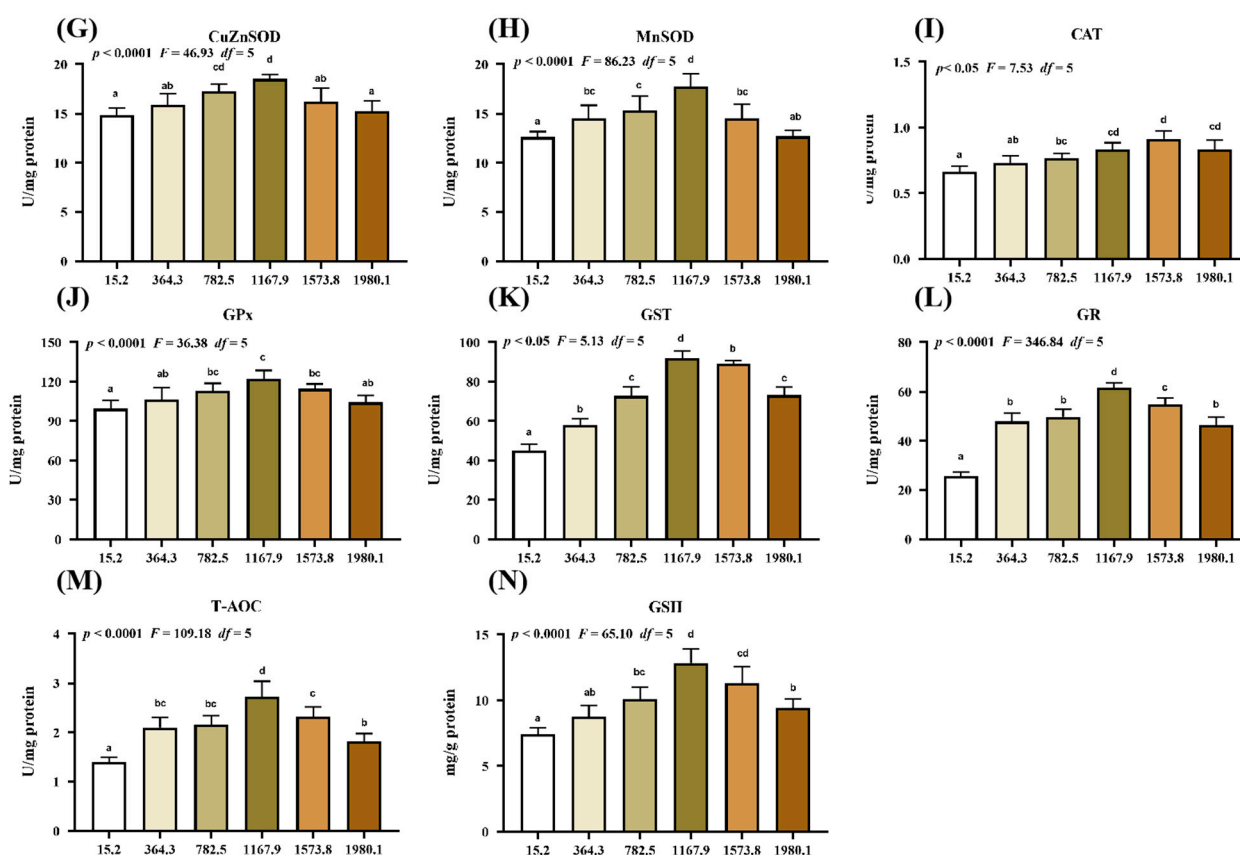 (G)
CuZnSOD
p < 0.0001 F = 46.93 df = 5
U/mg protein
20
15
10
5
0
a
ab
cd
d
ab
a
15.2 364.3 782.5 1167.9 1573.8 1980.1
(H)
MnSOD
p < 0.0001 F = 86.23 df = 5
U/mg protein
20
15
10
5
0
a
bc
c
d
bc
ab
15.2 364.3 782.5 1167.9 1573.8 1980.1
(I)
CAT
p< 0.05 F = 7.53 df = 5
U/mg protein
1.5
1.0
0.5
0.0
a
ab
bc
cd
d
cd
15.2 364.3 782.5 1167.9 1573.8 1980.1
(J)
GPx
p < 0.0001 F = 36.38 df = 5
U/mg protein
150
120
90
60
30
0
a
ab
bc
c
bc
ab
15.2 364.3 782.5 1167.9 1573.8 1980.1
(K)
GST
p < 0.05 F = 5.13 df = 5
U/mg protein
100
80
60
40
20
0
a
b
c
d
b
c
15.2 364.3 782.5 1167.9 1573.8 1980.1
(L)
GR
p < 0.0001 F = 346.84 df = 5
U/mg protein
80
60
40
20
0
a
b
b
d
c
b
15.2 364.3 782.5 1167.9 1573.8 1980.1
(M)
T-AOC
p < 0.0001 F = 109.18 df = 5
U/mg protein
4
3
2
1
0
a
bc
bc
d
c
b
15.2 364.3 782.5 1167.9 1573.8 1980.1
(N)
GSH
p < 0.0001 F = 65.10 df = 5
mg/g protein
15
10
5
0
a
ab
bc
d
cd
b
15.2 364.3 782.5 1167.9 1573.8 1980.1